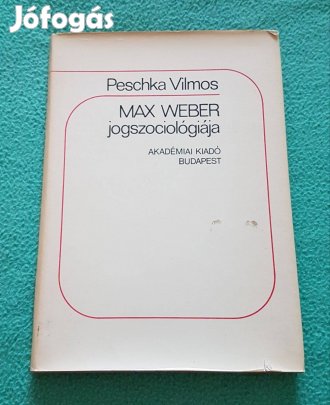 Jófogás
Peschka Vilmos
MAX WEBER
jogszociológiája
AKADÉMIAI KIADÓ
BUDAPEST